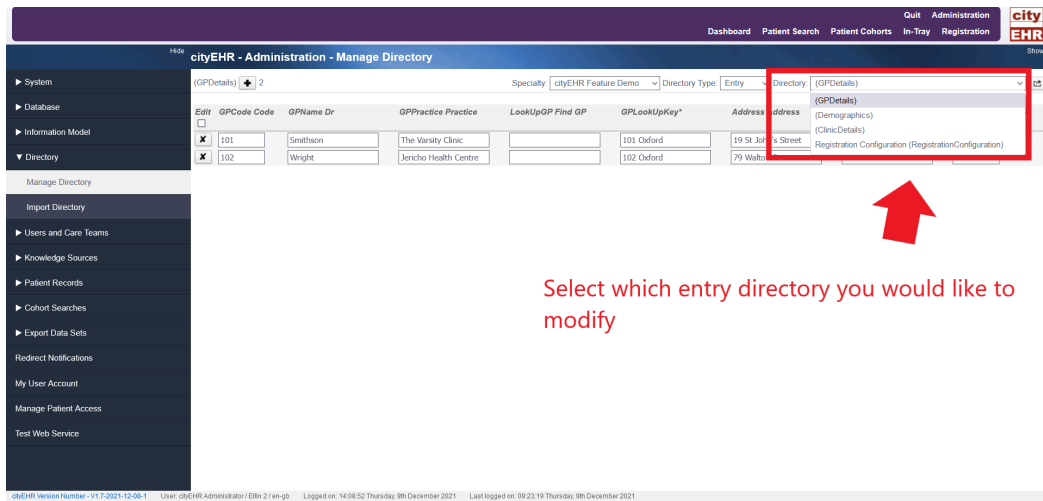 Quit Administration
city
EHR
Dashboard Patient Search Patient Cohorts In-Tray Registration
Hide
cityEHR - Administration - Manage Directory
Show
▶ System
(GPDetails) 2
Specialty: cityEHR Feature Demo Directory Type: Entry Directory: (GPDetails)
(GPDetails)
(Demographics)
(ClinicDetails)
Registration Configuration (RegistrationConfiguration)
▶ Database
Edit GPCode Code GPName Dr GPPractice Practice LookUpGP Find GP GPLookUpKey* Address Address
▶ Information Model
X 101 Smithson The Varsity Clinic 101 Oxford 19 St John's Street
▼ Directory
X 102 Wright Jericho Health Centre 102 Oxford
Manage Directory
Import Directory
▶ Users and Care Teams
▶ Knowledge Sources
▶ Patient Records
▶ Cohort Searches
▶ Export Data Sets
Redirect Notifications
My User Account
Manage Patient Access
Test Web Service
Select which entry directory you would like to
modify
cityEHR Version Number - V1.7-2021-12-08-1 User: cityEHR Administrator / Elfin 2 / en-gb Logged on: 14:08:52 Thursday, 9th December 2021 Last logged on: 09:23:19 Thursday, 9th December 2021